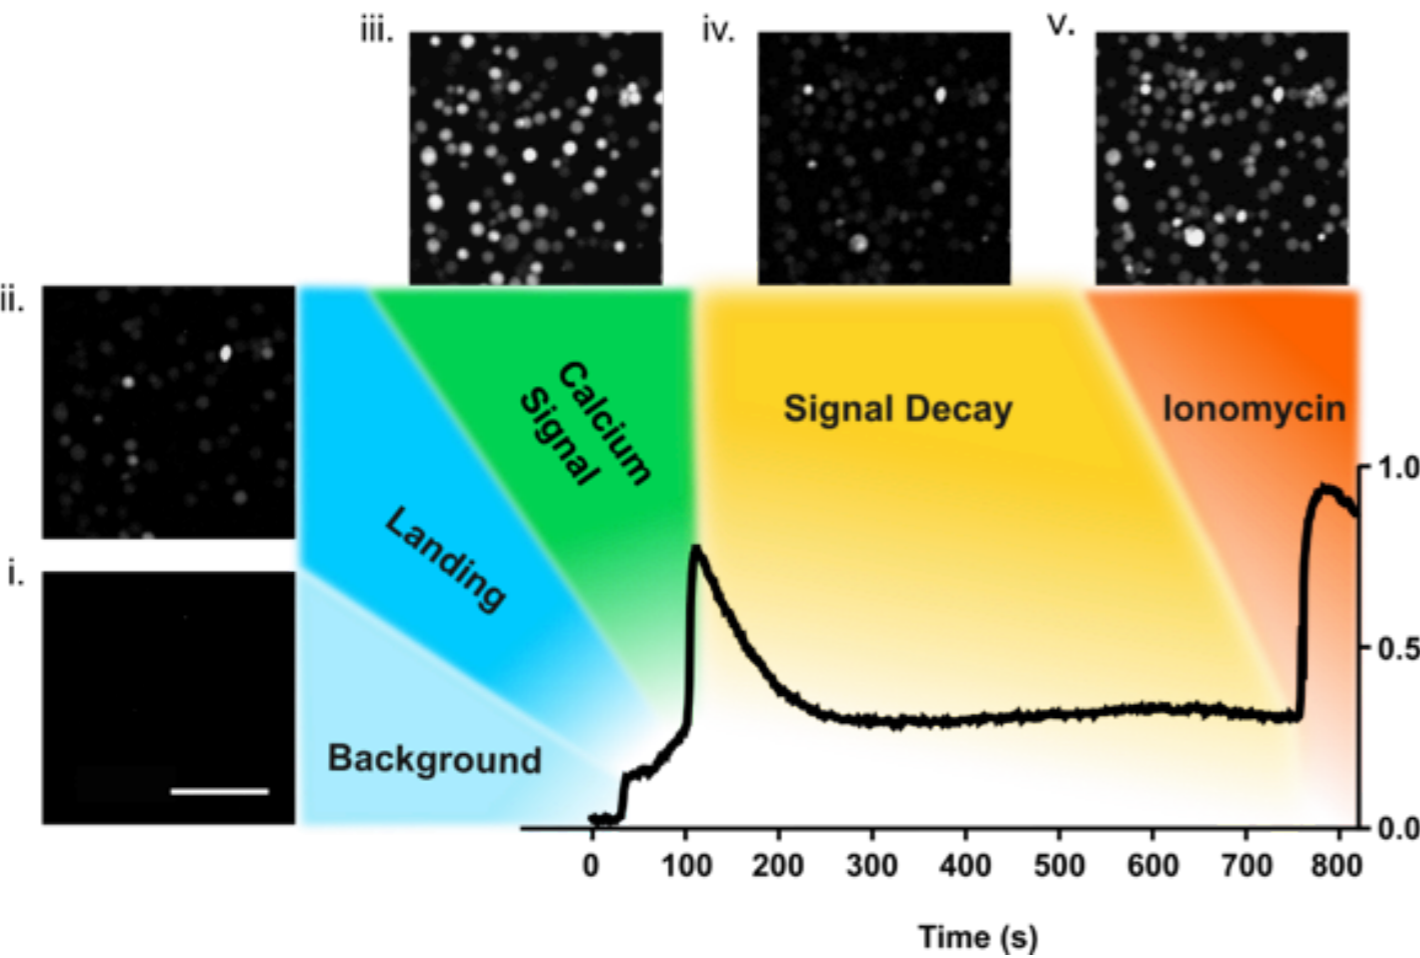 iii.
iv.
v.
ii.
i.
Calcium
Signal
Signal Decay
Ionomycin
Landing
Background
1.0
0.5
0.0
0 100 200 300 400 500 600 700 800
Time (s)